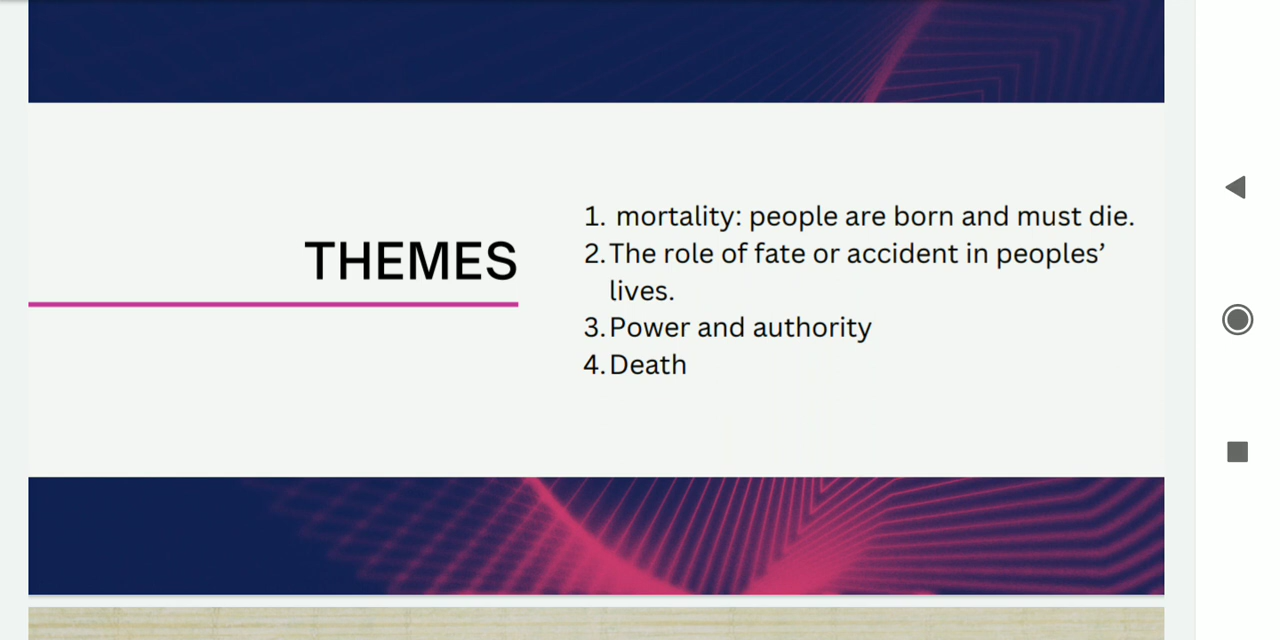 THEMES
1. mortality: people are born and must die.
2.The role of fate or accident in peoples’
lives.
3.Power and authority
4.Death